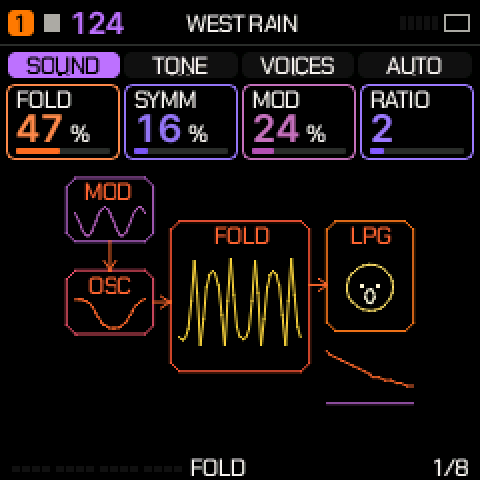 1 124 WEST RAIN
SOUND TONE VOICES AUTO
FOLD SYMM MOD RATIO
47 % 16 % 24 % 2
MOD
FOLD LPG
OSC
FOLD 1/8